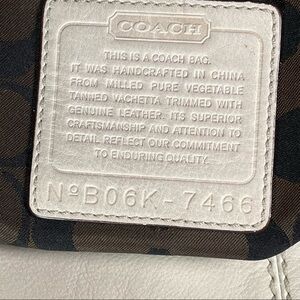 COACH
THIS IS A COACH BAG.
IT WAS HANDCRAFTED IN CHINA
FROM MILLED PURE VEGETABLE
TANNED VACHETTA TRIMMED WITH
GENUINE LEATHER. ITS SUPERIOR
CRAFTSMANSHIP AND ATTENTION TO
DETAIL REFLECT OUR COMMITMENT
TO ENDURING QUALITY.
NºB06K-7466